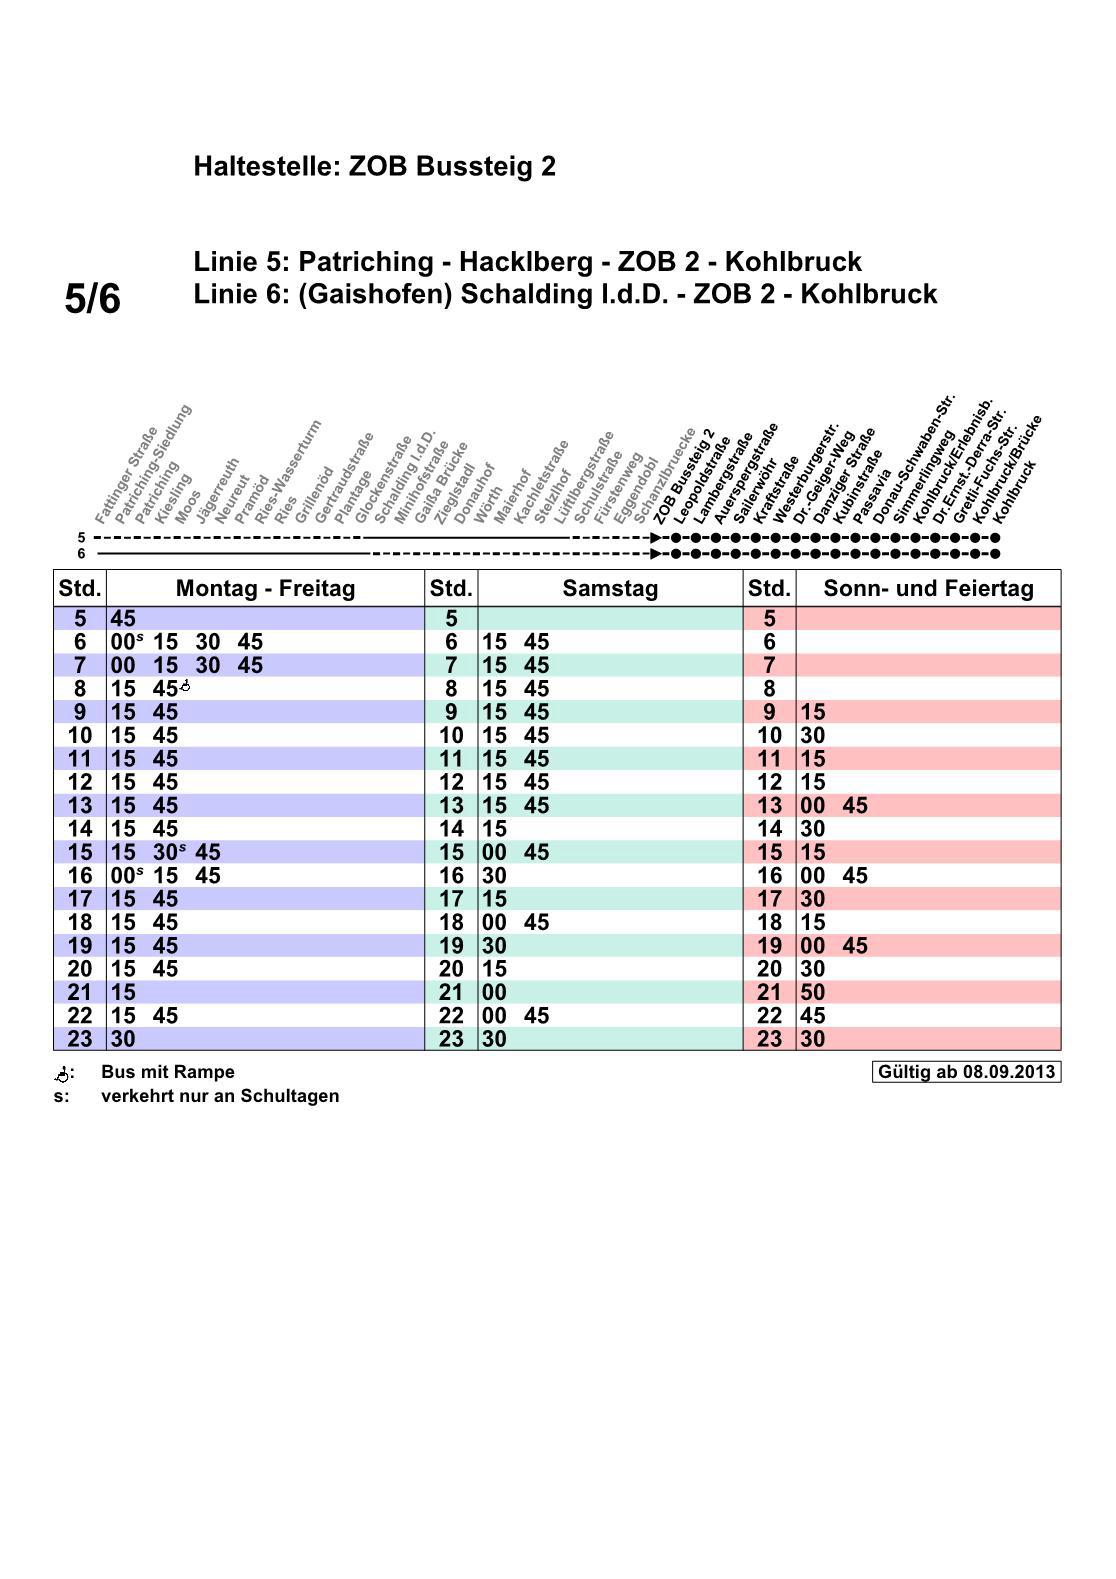 Haltestelle: ZOB Bussteig 2
Linie 5: Patriching - Hacklberg - ZOB 2 - Kohlbruck
5/6
Linie 6: (Gaishofen) Schalding l.d.D. - ZOB 2 - Kohlbruck
Fattinger Straße
Patriching-Siedlung
Patriching
Kiesling
Moos
Jägerreuth
Neureut
Pramöd
Ries-Wasserturm
Ries
Grillenöd
Gertraudstraße
Plantage
Glockenstraße
Schalding l.d.D.
Minihofstraße
Gaißa Brücke
Zieglstadl
Donauhof
Wörth
Maierhof
Kachletstraße
Stelzlhof
Lüftlbergstraße
Schulstraße
Fürstenweg
Eggendobl
Schanzlbruecke
ZOB Bussteig 2
Leopoldstraße
Lambergstraße
Auerspergstraße
Sailerwöhr
Kraftstraße
Westerburgerstr.
Dr.-Geiger-Weg
Danziger Straße
Kubinstraße
Passavia
Donau-Schwaben-Str.
Simmerlingweg
Kohlbruck/Erlebnisb.
Dr.Ernst.-Derra-Str.
Gretl-Fuchs-Str.
Kohlbruck/Brücke
Kohlbruck
5
6
Std. Montag - Freitag Std. Samstag Std. Sonn- und Feiertag
5 45 5 5
6 00s 15 30 45 6 15 45 6
7 00 15 30 45 7 15 45 7
8 15 45 8 15 45 8
9 15 45 9 15 45 9 15
10 15 45 10 15 45 10 30
11 15 45 11 15 45 11 15
12 15 45 12 15 45 12 15
13 15 45 13 15 45 13 00 45
14 15 45 14 15 14 30
15 15 30s 45 15 00 45 15 15
16 00s 15 45 16 30 16 00 45
17 15 45 17 15 17 30
18 15 45 18 00 45 18 15
19 15 45 19 30 19 00 45
20 15 45 20 15 20 30
21 15 21 00 21 50
22 15 45 22 00 45 22 45
23 30 23 30 23 30
: Bus mit Rampe Gültig ab 08.09.2013
s: verkehrt nur an Schultagen